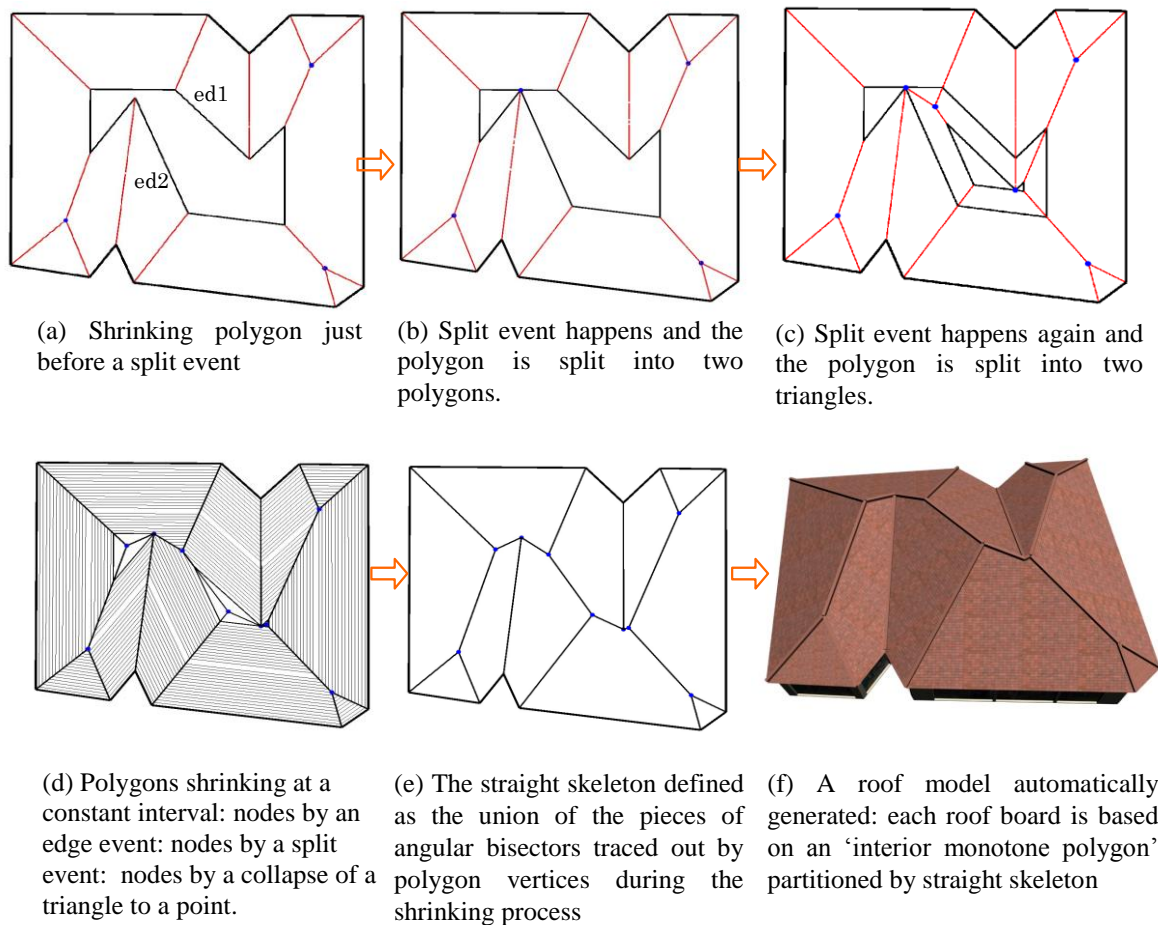 ed1
ed2
(a) Shrinking polygon just
before a split event
(b) Split event happens and the
polygon is split into two
polygons.
(c) Split event happens again and
the polygon is split into two
triangles.
(d) Polygons shrinking at a
constant interval: nodes by an
edge event: nodes by a split
event: nodes by a collapse of a
triangle to a point.
(e) The straight skeleton defined
as the union of the pieces of
angular bisectors traced out by
polygon vertices during the
shrinking process
(f) A roof model automatically
generated: each roof board is based
on an ‘interior monotone polygon’
partitioned by straight skeleton